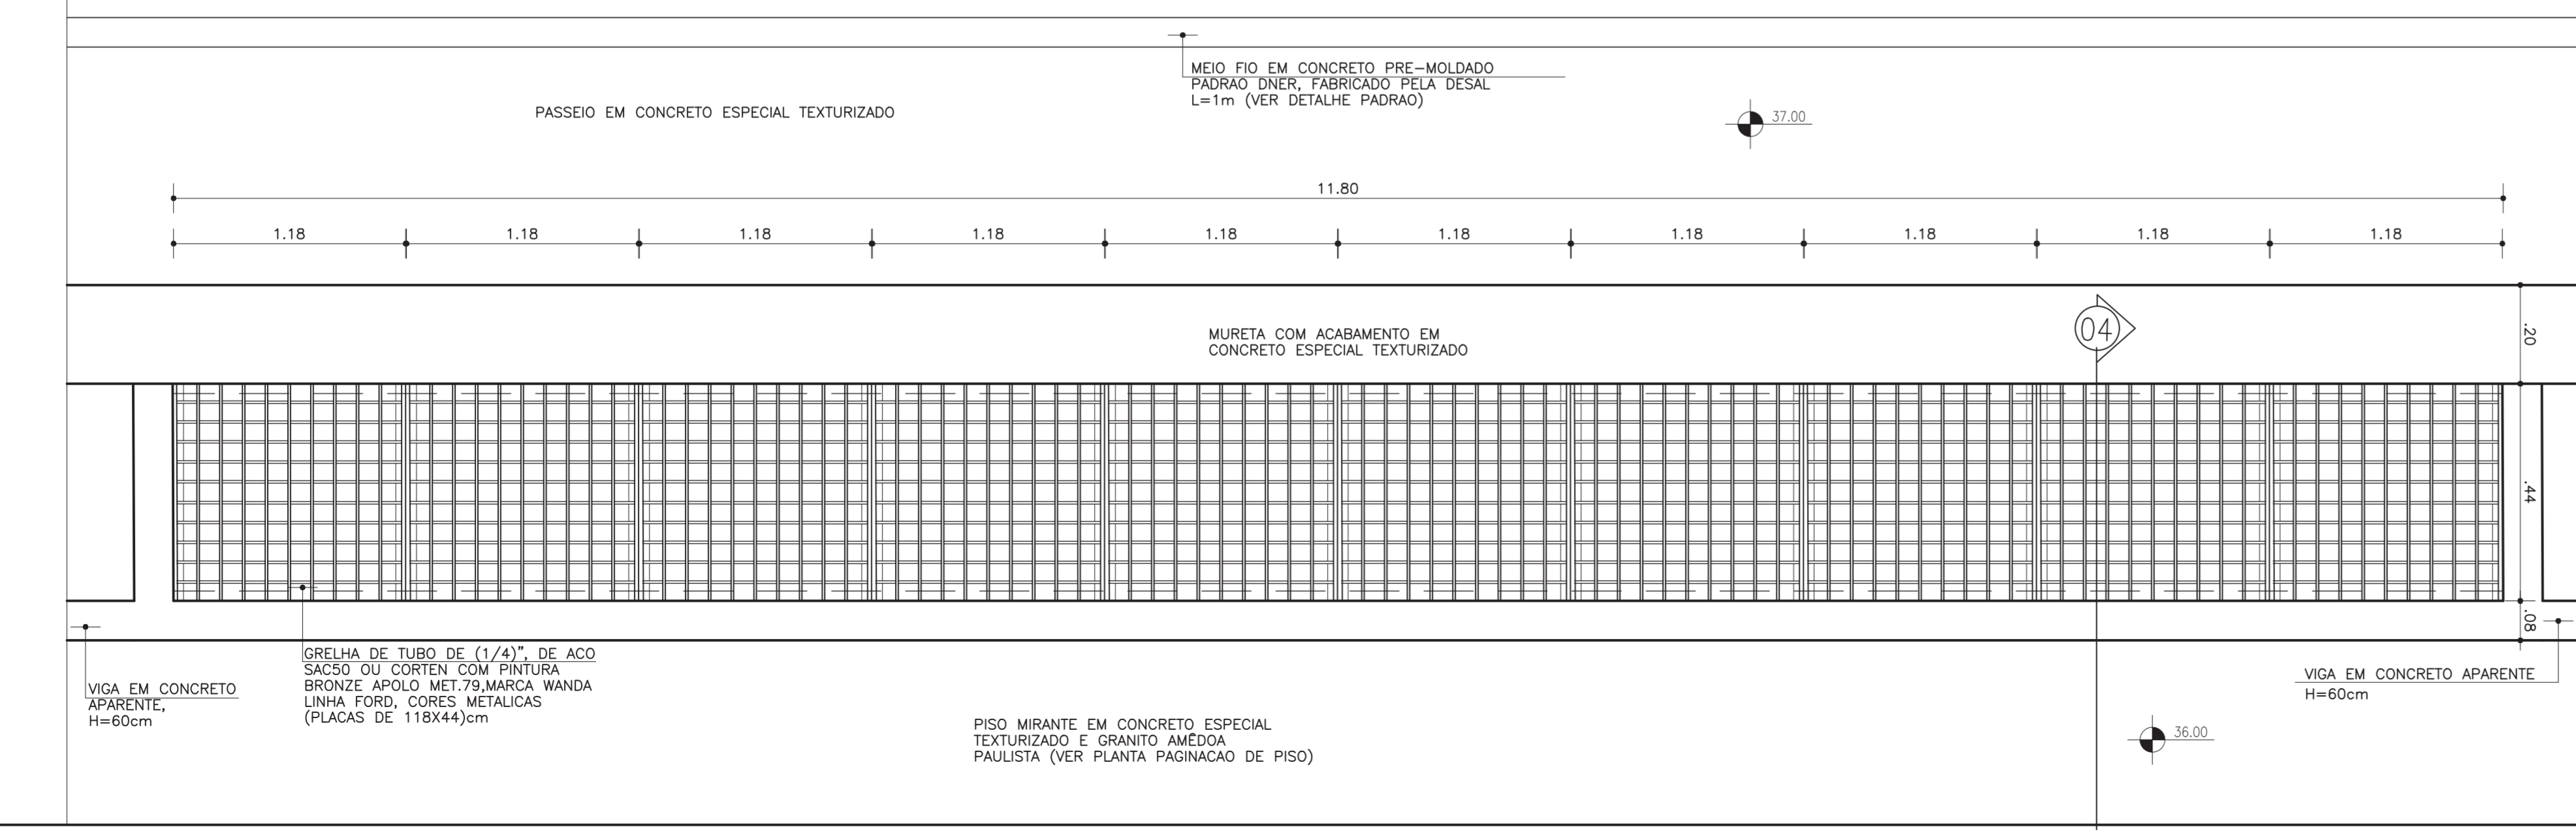 MEIO FIO EM CONCRETO PRE-MOLDADO
PADRAO DNER, FABRICADO PELA DESAL
L=1m (VER DETALHE PADRAO)
PASSEIO EM CONCRETO ESPECIAL TEXTURIZADO
37.00
11.80
1.18 1.18 1.18 1.18 1.18 1.18 1.18 1.18 1.18 1.18
MURETA COM ACABAMENTO EM
CONCRETO ESPECIAL TEXTURIZADO
04
.20
.44
.08
GRELHA DE TUBO DE (1/4)", DE ACO
SAC50 OU CORTEN COM PINTURA
BRONZE APOLO MET.79,MARCA WANDA
LINHA FORD, CORES METALICAS
(PLACAS DE 118X44)cm
VIGA EM CONCRETO
APARENTE,
H=60cm
PISO MIRANTE EM CONCRETO ESPECIAL
TEXTURIZADO E GRANITO AMÊDOA
PAULISTA (VER PLANTA PAGINACAO DE PISO)
VIGA EM CONCRETO APARENTE
H=60cm
36.00